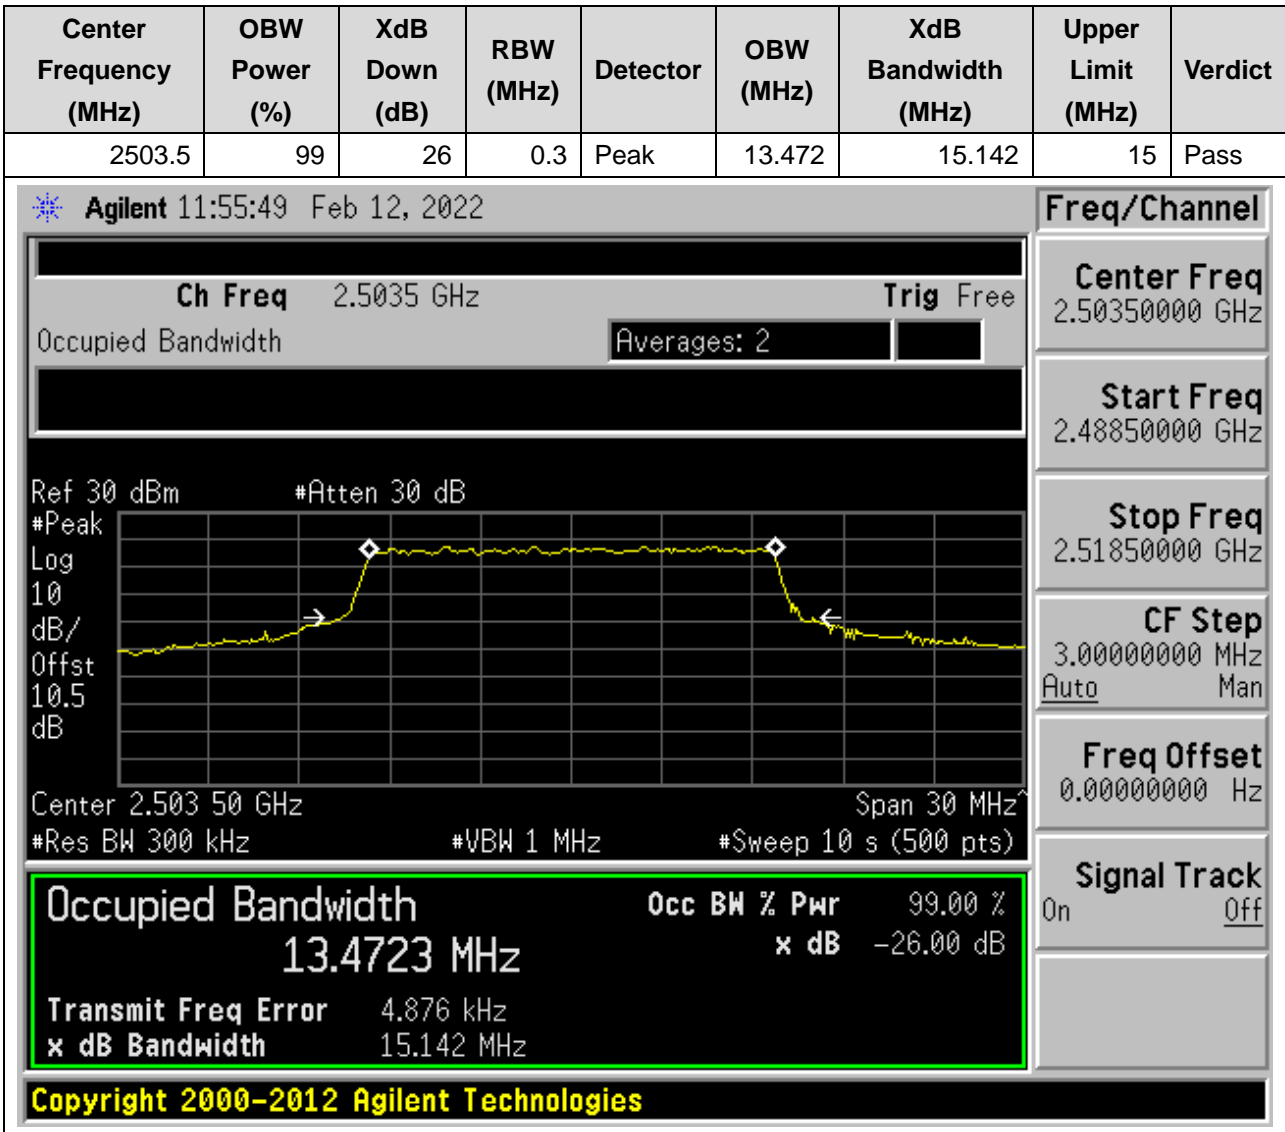 Center Frequency (MHz) OBW Power (%) XdB Down (dB) RBW (MHz) Detector OBW (MHz) XdB Bandwidth (MHz) Upper Limit (MHz) Verdict
2503.5 99 26 0.3 Peak 13.472 15.142 15 Pass
Agilent 11:55:49 Feb 12, 2022
Freq/Channel
Ch Freq 2.5035 GHz Trig Free
Occupied Bandwidth Averages: 2
Center Freq
2.50350000 GHz
Start Freq
2.48850000 GHz
Stop Freq
2.51850000 GHz
CF Step
3.00000000 MHz
Auto Man
Freq Offset
0.00000000 Hz
Signal Track
On Off
Ref 30 dBm #Atten 30 dB
#Peak
Log
10
dB/
Offst
10.5
dB
Center 2.503 50 GHz Span 30 MHz^
#Res BW 300 kHz #VBW 1 MHz #Sweep 10 s (500 pts)
Occupied Bandwidth Occ BW % Pwr 99.00 %
13.4723 MHz x dB -26.00 dB
Transmit Freq Error 4.876 kHz
x dB Bandwidth 15.142 MHz
Copyright 2000-2012 Agilent Technologies